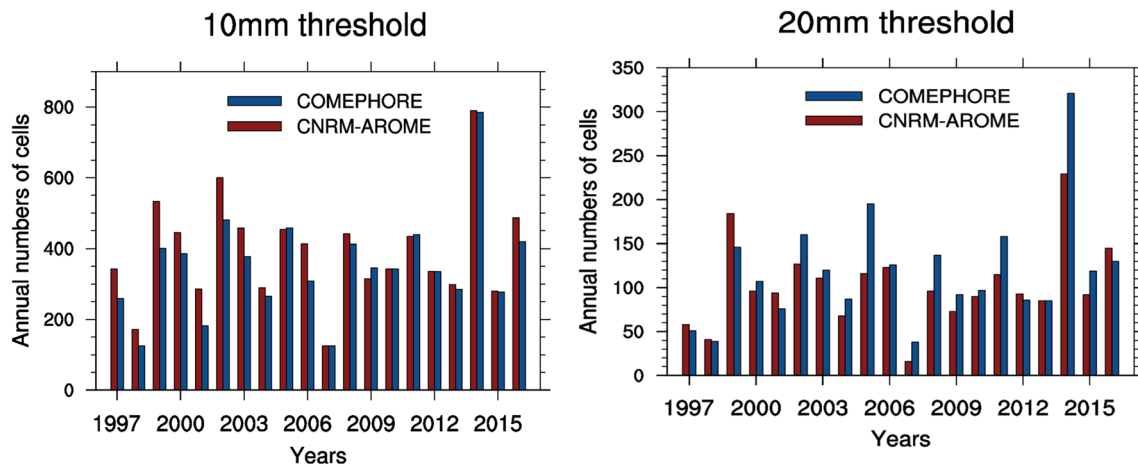 10mm threshold
Annual numbers of cells
800
600
400
200
0
COMEPHORE
CNRM-AROME
1997 2000 2003 2006 2009 2012 2015
Years
20mm threshold
Annual numbers of cells
350
300
250
200
150
100
50
0
COMEPHORE
CNRM-AROME
1997 2000 2003 2006 2009 2012 2015
Years